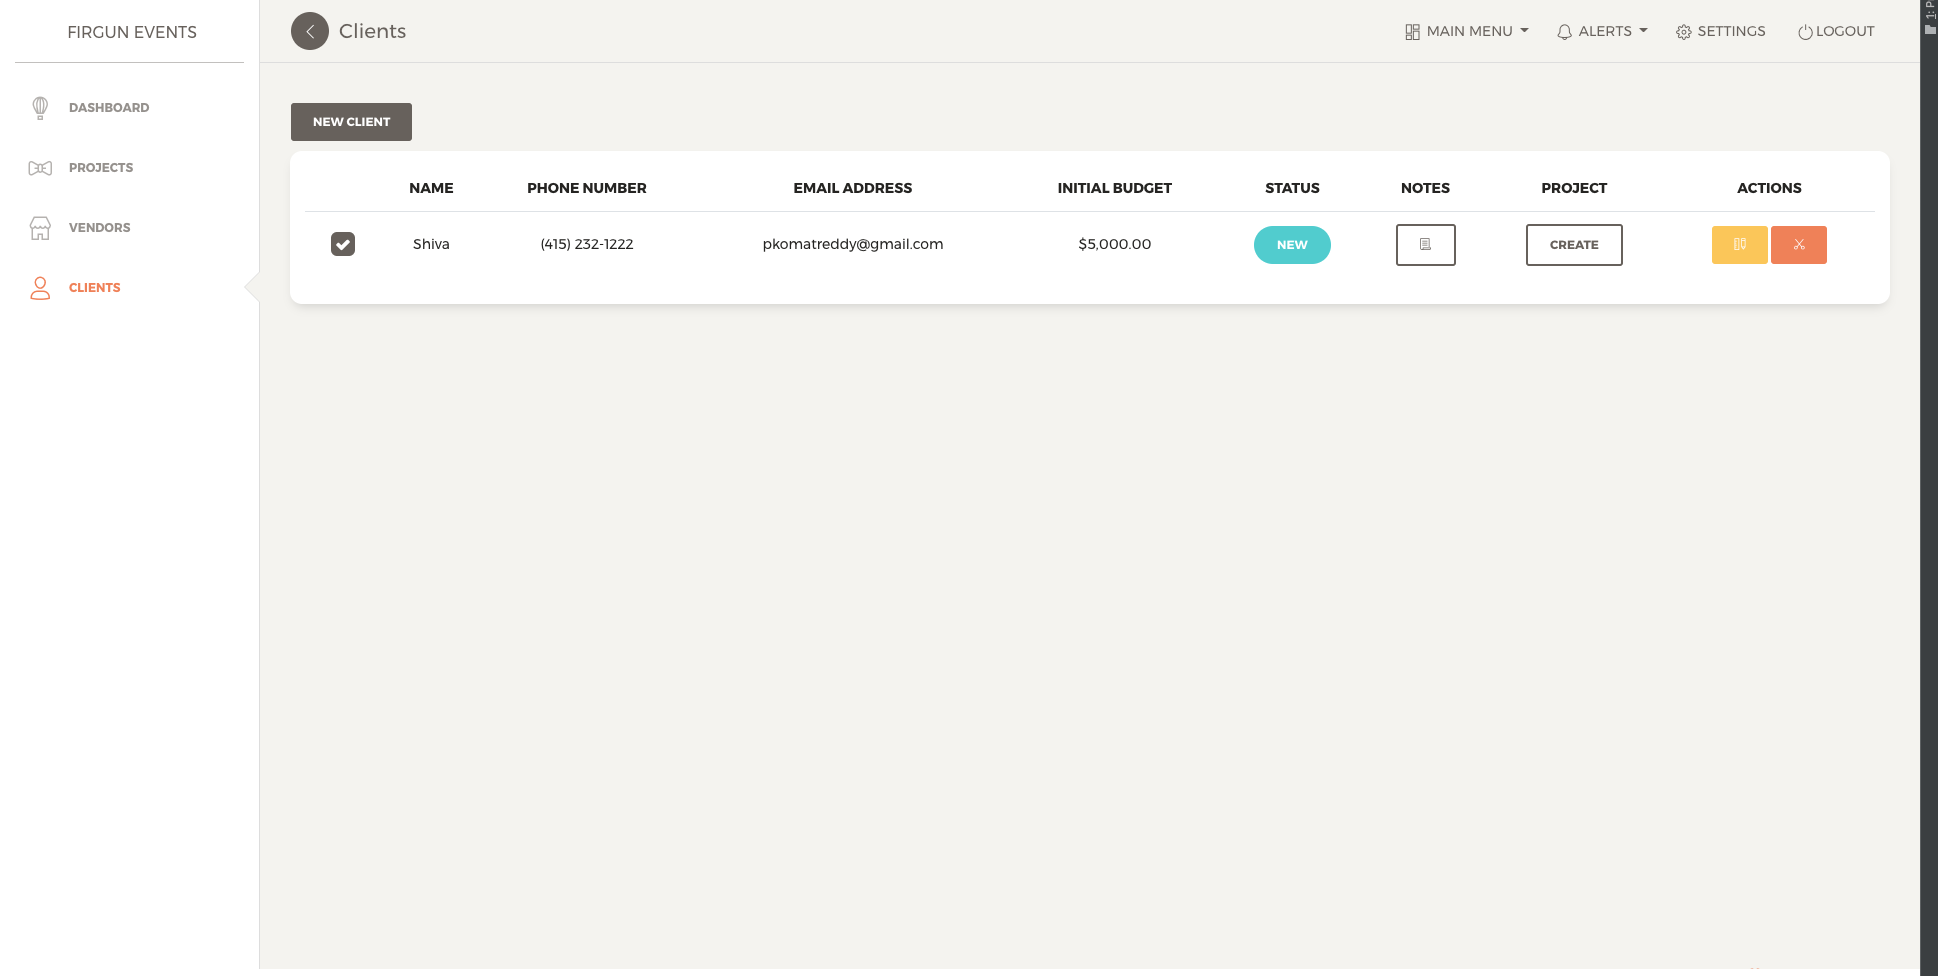 FIRGUN EVENTS
DASHBOARD
PROJECTS
VENDORS
CLIENTS
Clients
MAIN MENU
ALERTS
SETTINGS
LOGOUT
NEW CLIENT
NAME PHONE NUMBER EMAIL ADDRESS INITIAL BUDGET STATUS NOTES PROJECT ACTIONS
Shiva (415) 232-1222 pkomatreddy@gmail.com $5,000.00 NEW CREATE